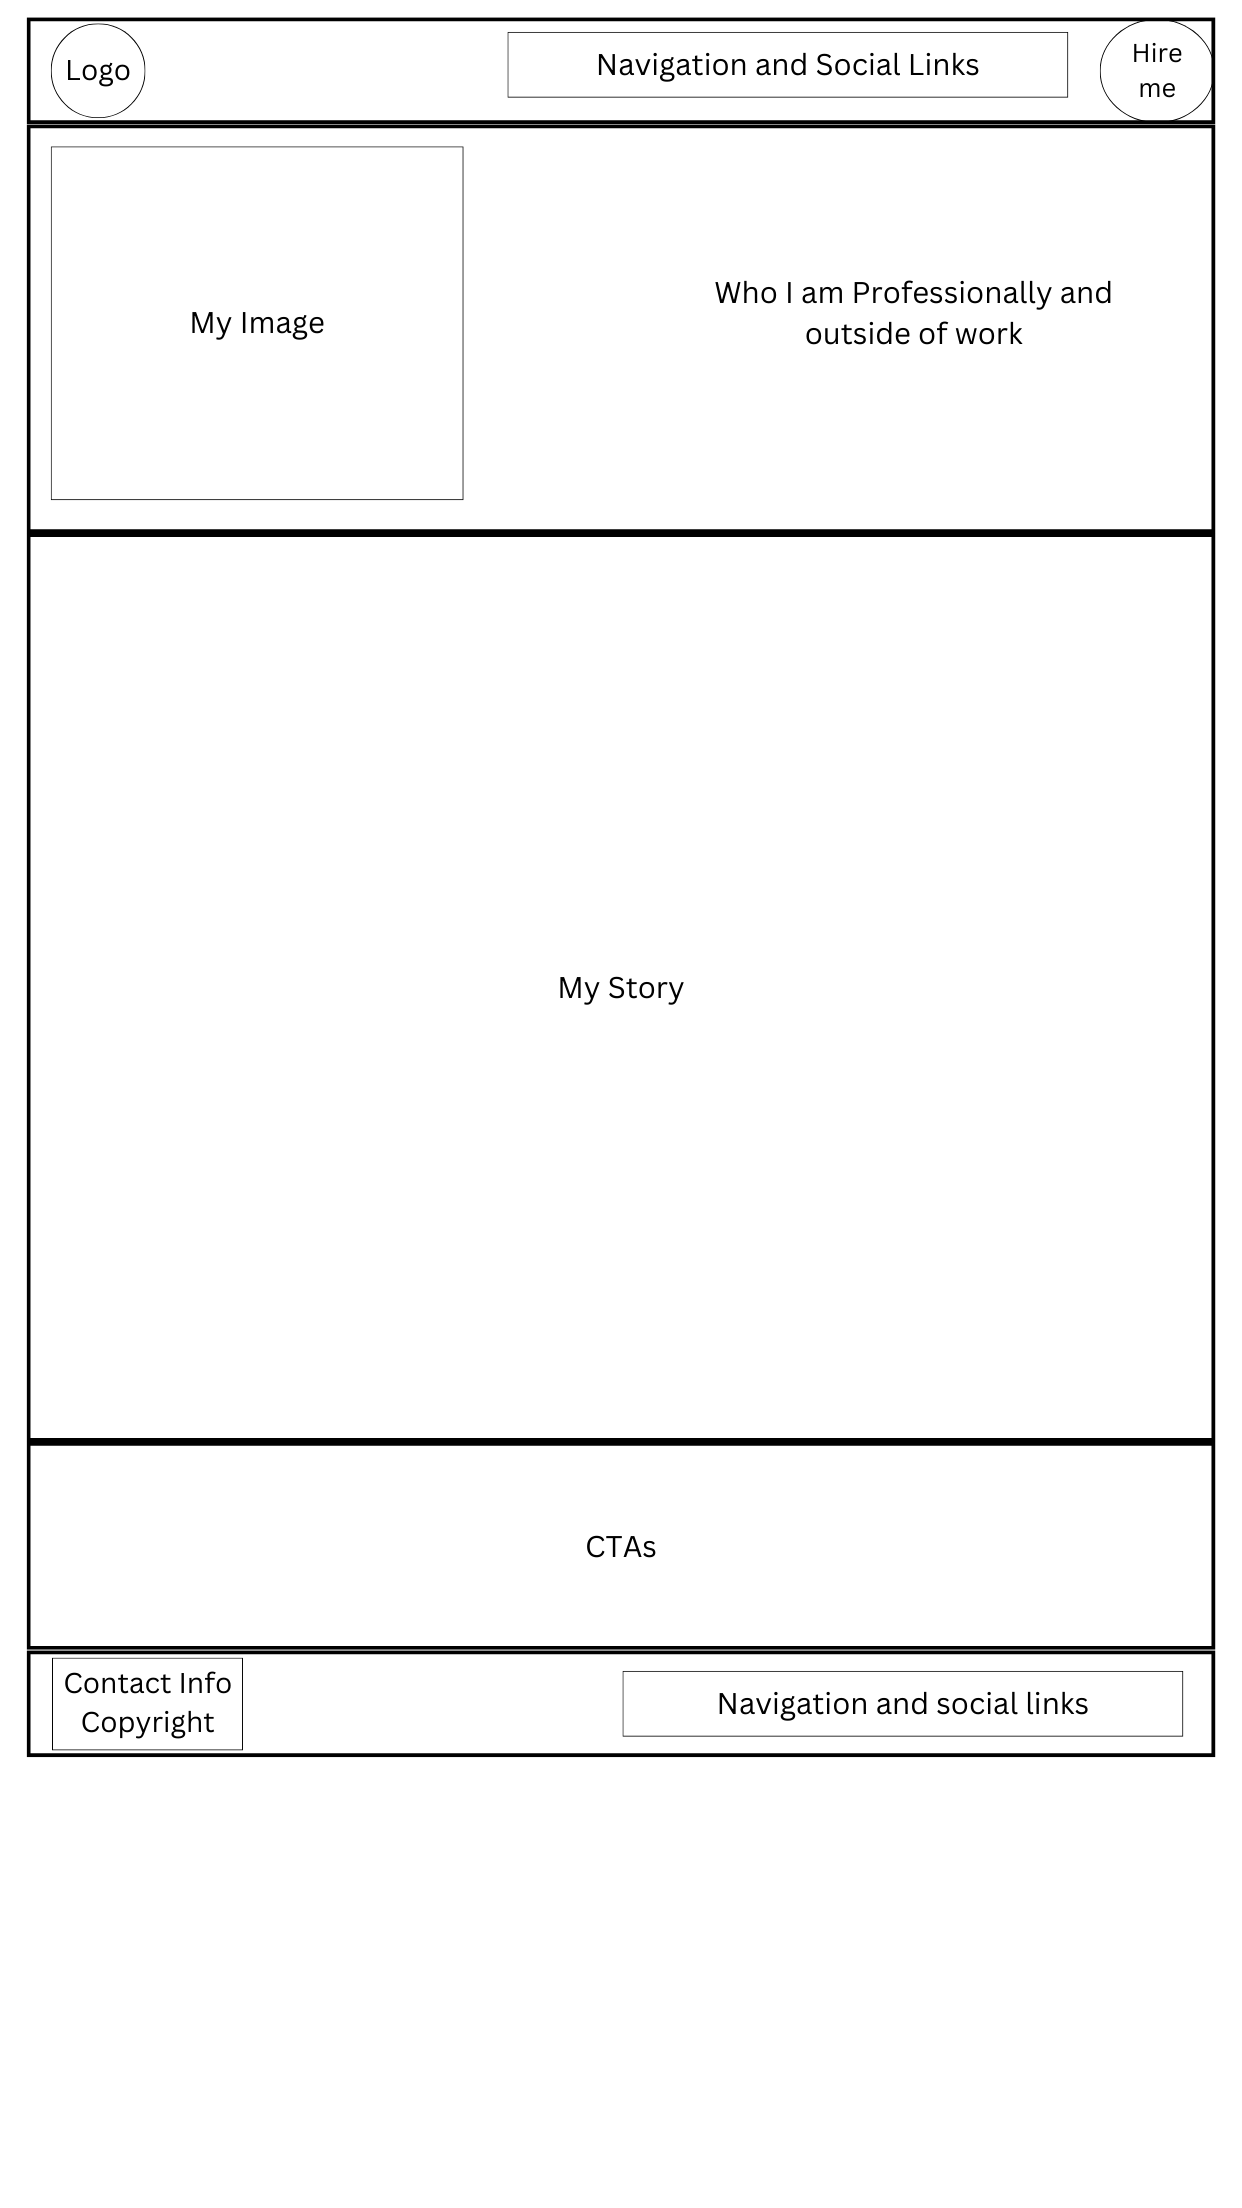 Logo
Navigation and Social Links
Hire
me
My Image
Who I am Professionally and
outside of work
My Story
CTAs
Contact Info
Copyright
Navigation and social links